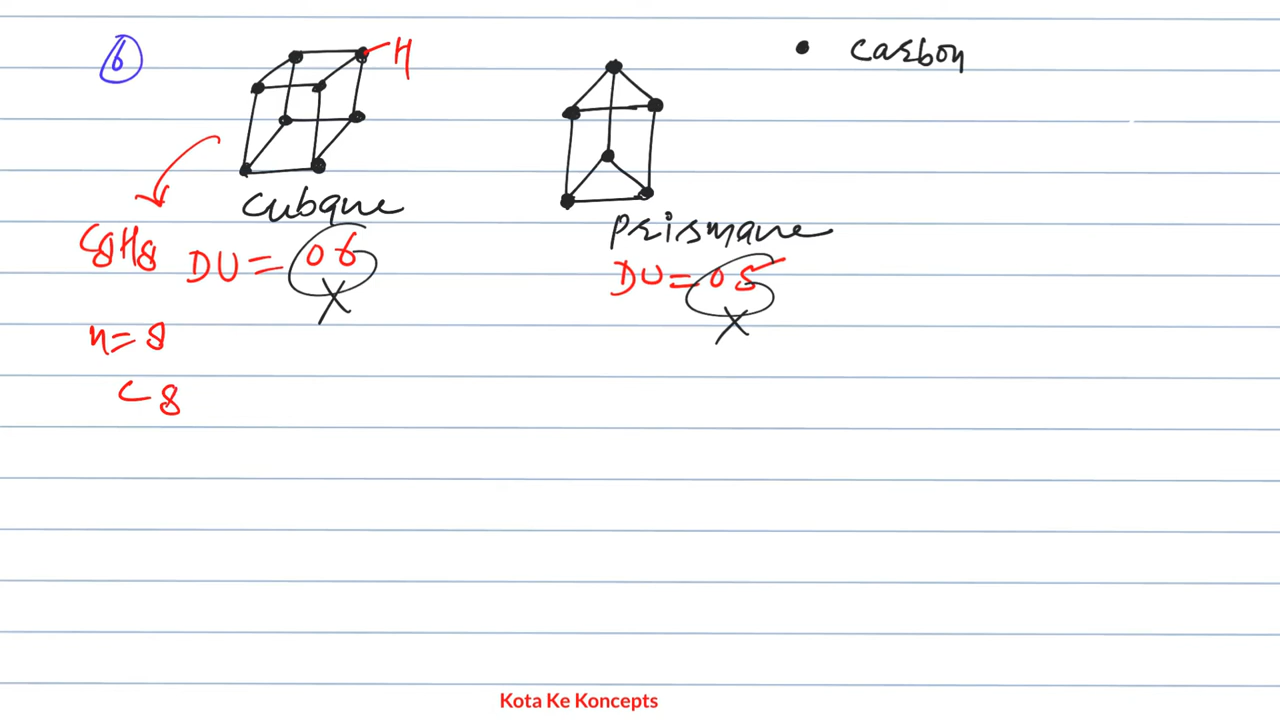 6
H
• Carbon
Cubane
Prismane
C8H8 DU = 06
X
DU = 05
X
n = 8
C8
Kota Ke Koncepts